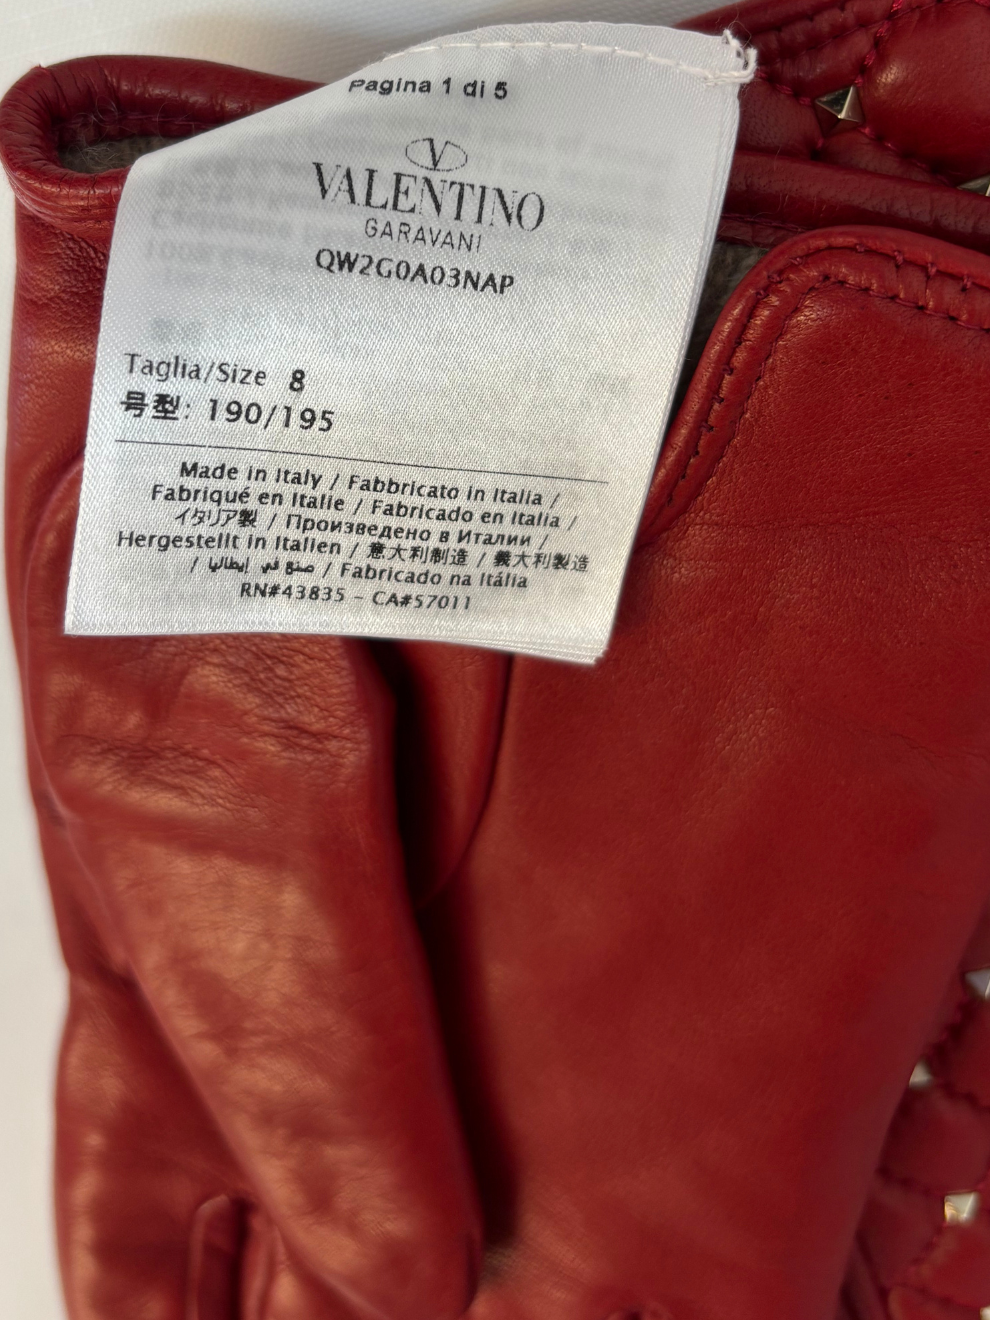 Pagina 1 di 5
V
VALENTINO
GARAVANI
QW2G0A03NAP
Taglia/Size 8
号型: 190/195
Made in Italy / Fabbricato in Italia /
Fabriqué en Italie / Fabricado en Italia /
イタリア製 / Произведено в Италии /
Hergestellt in Italien / 意大利制造 / 義大利製造
/ صنع في إيطاليا / Fabricado na Itália
RN#43835 - CA#57011